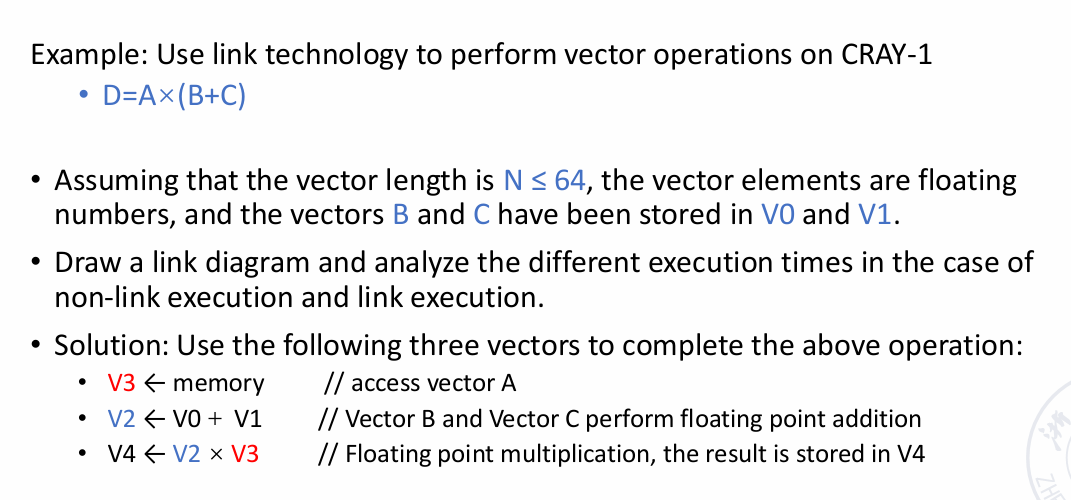 Example: Use link technology to perform vector operations on CRAY-1
• D=A×(B+C)
• Assuming that the vector length is N ≤ 64, the vector elements are floating
numbers, and the vectors B and C have been stored in V0 and V1.
• Draw a link diagram and analyze the different execution times in the case of
non-link execution and link execution.
• Solution: Use the following three vectors to complete the above operation:
• V3 ← memory // access vector A
• V2 ← V0 + V1 // Vector B and Vector C perform floating point addition
• V4 ← V2 × V3 // Floating point multiplication, the result is stored in V4